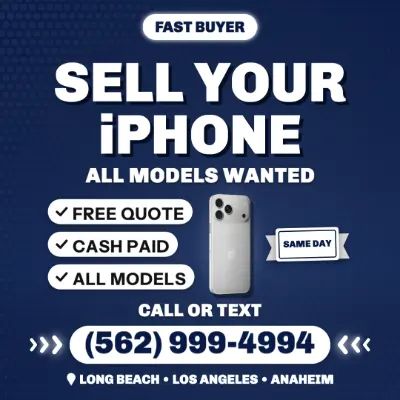 FAST BUYER
SELL YOUR
iPHONE
ALL MODELS WANTED
FREE QUOTE
CASH PAID
ALL MODELS
SAME DAY
CALL OR TEXT
(562) 999-4994
LONG BEACH • LOS ANGELES • ANAHEIM